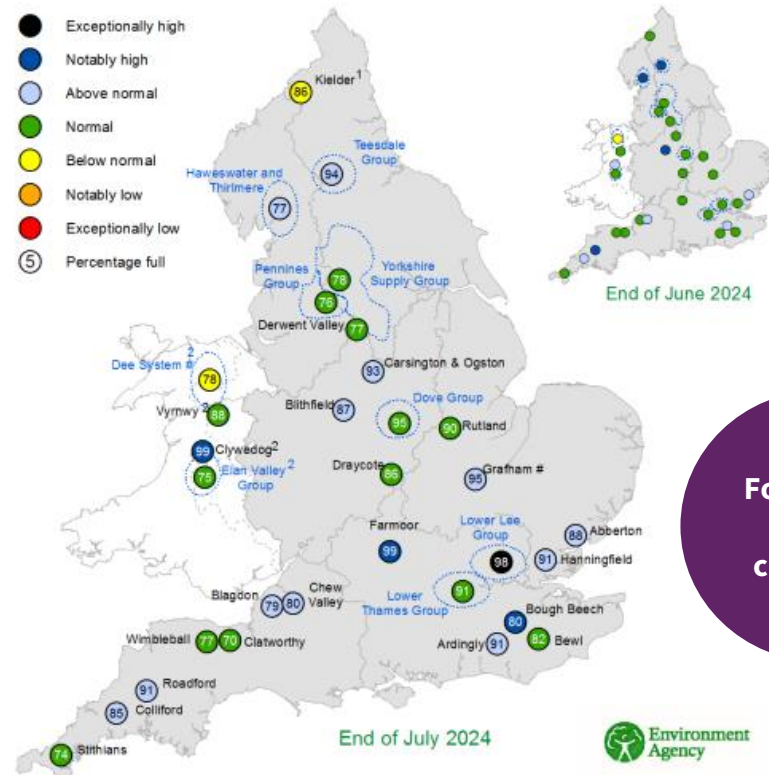 Exceptionally high
Notably high
Above normal
Normal
Below normal
Notably low
Exceptionally low
5 Percentage full
86
Kielder 1
Teesdale
Group
94
Haweswater and
Thirlmere
77
Pennines
Group
78
76
Yorkshire
Supply Group
Derwent Valley
77
Dee System # 2
78
93
Carsington & Ogston
Vyrnwy 2
88
Blithfield
87
Dove Group
95
90
Rutland
99
Clywedog 2
75
Elan Valley 2
Group
Draycote
86
Grafham #
95
Farmoor
99
Lower Lee
Group
98
88
Abberton
91
Hanningfield
Blagdon
79
80
Chew
Valley
Lower
Thames Group
91
Bough Beech
80
Wimbleball
77
70
Clatworthy
Ardingly
91
82
Bewl
91
Roadford
85
Colliford
74
Stithians
End of July 2024
End of June 2024
Environment
Agency